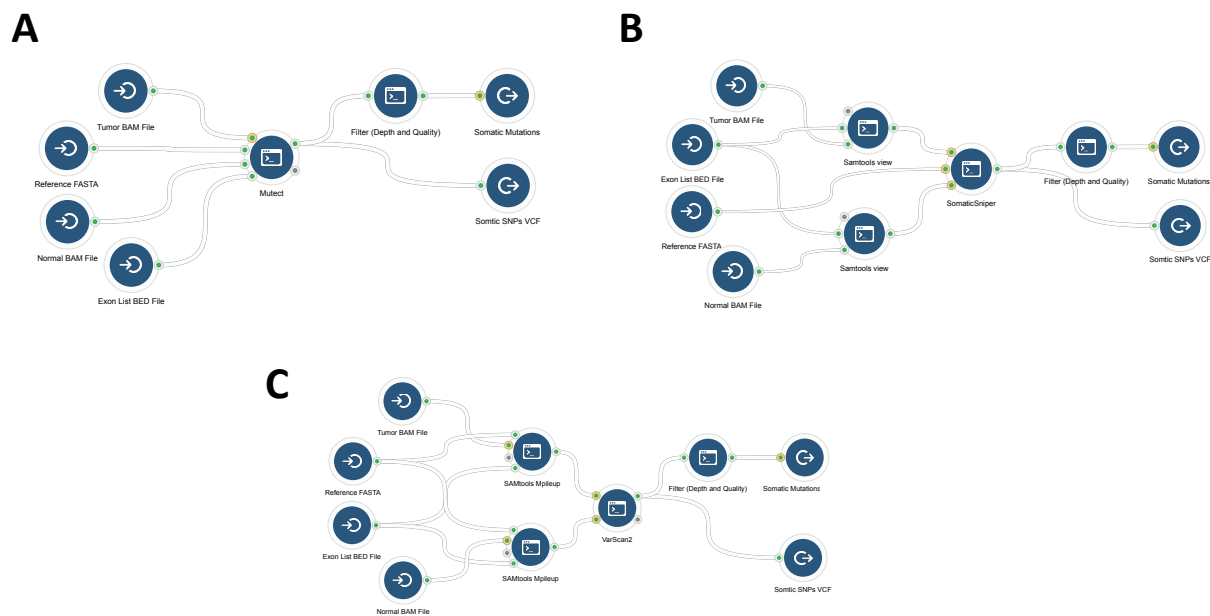 A
Tumor BAM File
Reference FASTA
Normal BAM File
Exon List BED File
Mutect
Filter (Depth and Quality)
Somatic Mutations
Somtic SNPs VCF
B
Tumor BAM File
Exon List BED File
Reference FASTA
Normal BAM File
Samtools view
Samtools view
SomaticSniper
Filter (Depth and Quality)
Somatic Mutations
Somtic SNPs VCF
C
Tumor BAM File
Reference FASTA
Exon List BED File
Normal BAM File
SAMtools Mpileup
SAMtools Mpileup
VarScan2
Filter (Depth and Quality)
Somatic Mutations
Somtic SNPs VCF